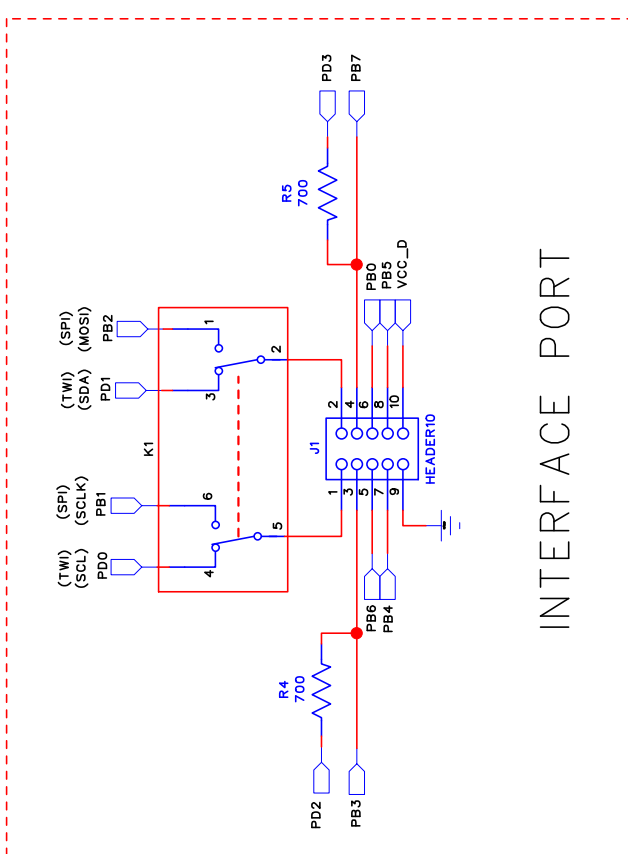 PD3
PB7
R5
700
(SPI)
(MOSI)
PB2
(TWI)
(SDA)
PD1
1
2
3
K1
(SPI)
(SCLK)
PB1
(TWI)
(SCL)
PD0
6
5
4
PB0
PB5
VCC_D
2
4
6
8
10
J1
HEADER10
1
3
5
7
9
PB6
PB4
R4
700
PD2
PB3
INTERFACE PORT